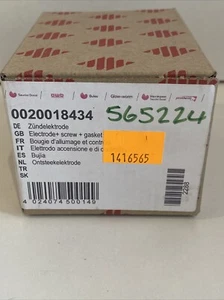 0020018434
565224
DE Zündelektrode
GB Electrode+ screw + gasket
FR Bougie d'allumage et contr
IT Elettrodo accensione e di c
ES Bujia
NL Ontsteekelektrode
TR
SK
1416565
4 024074 500149